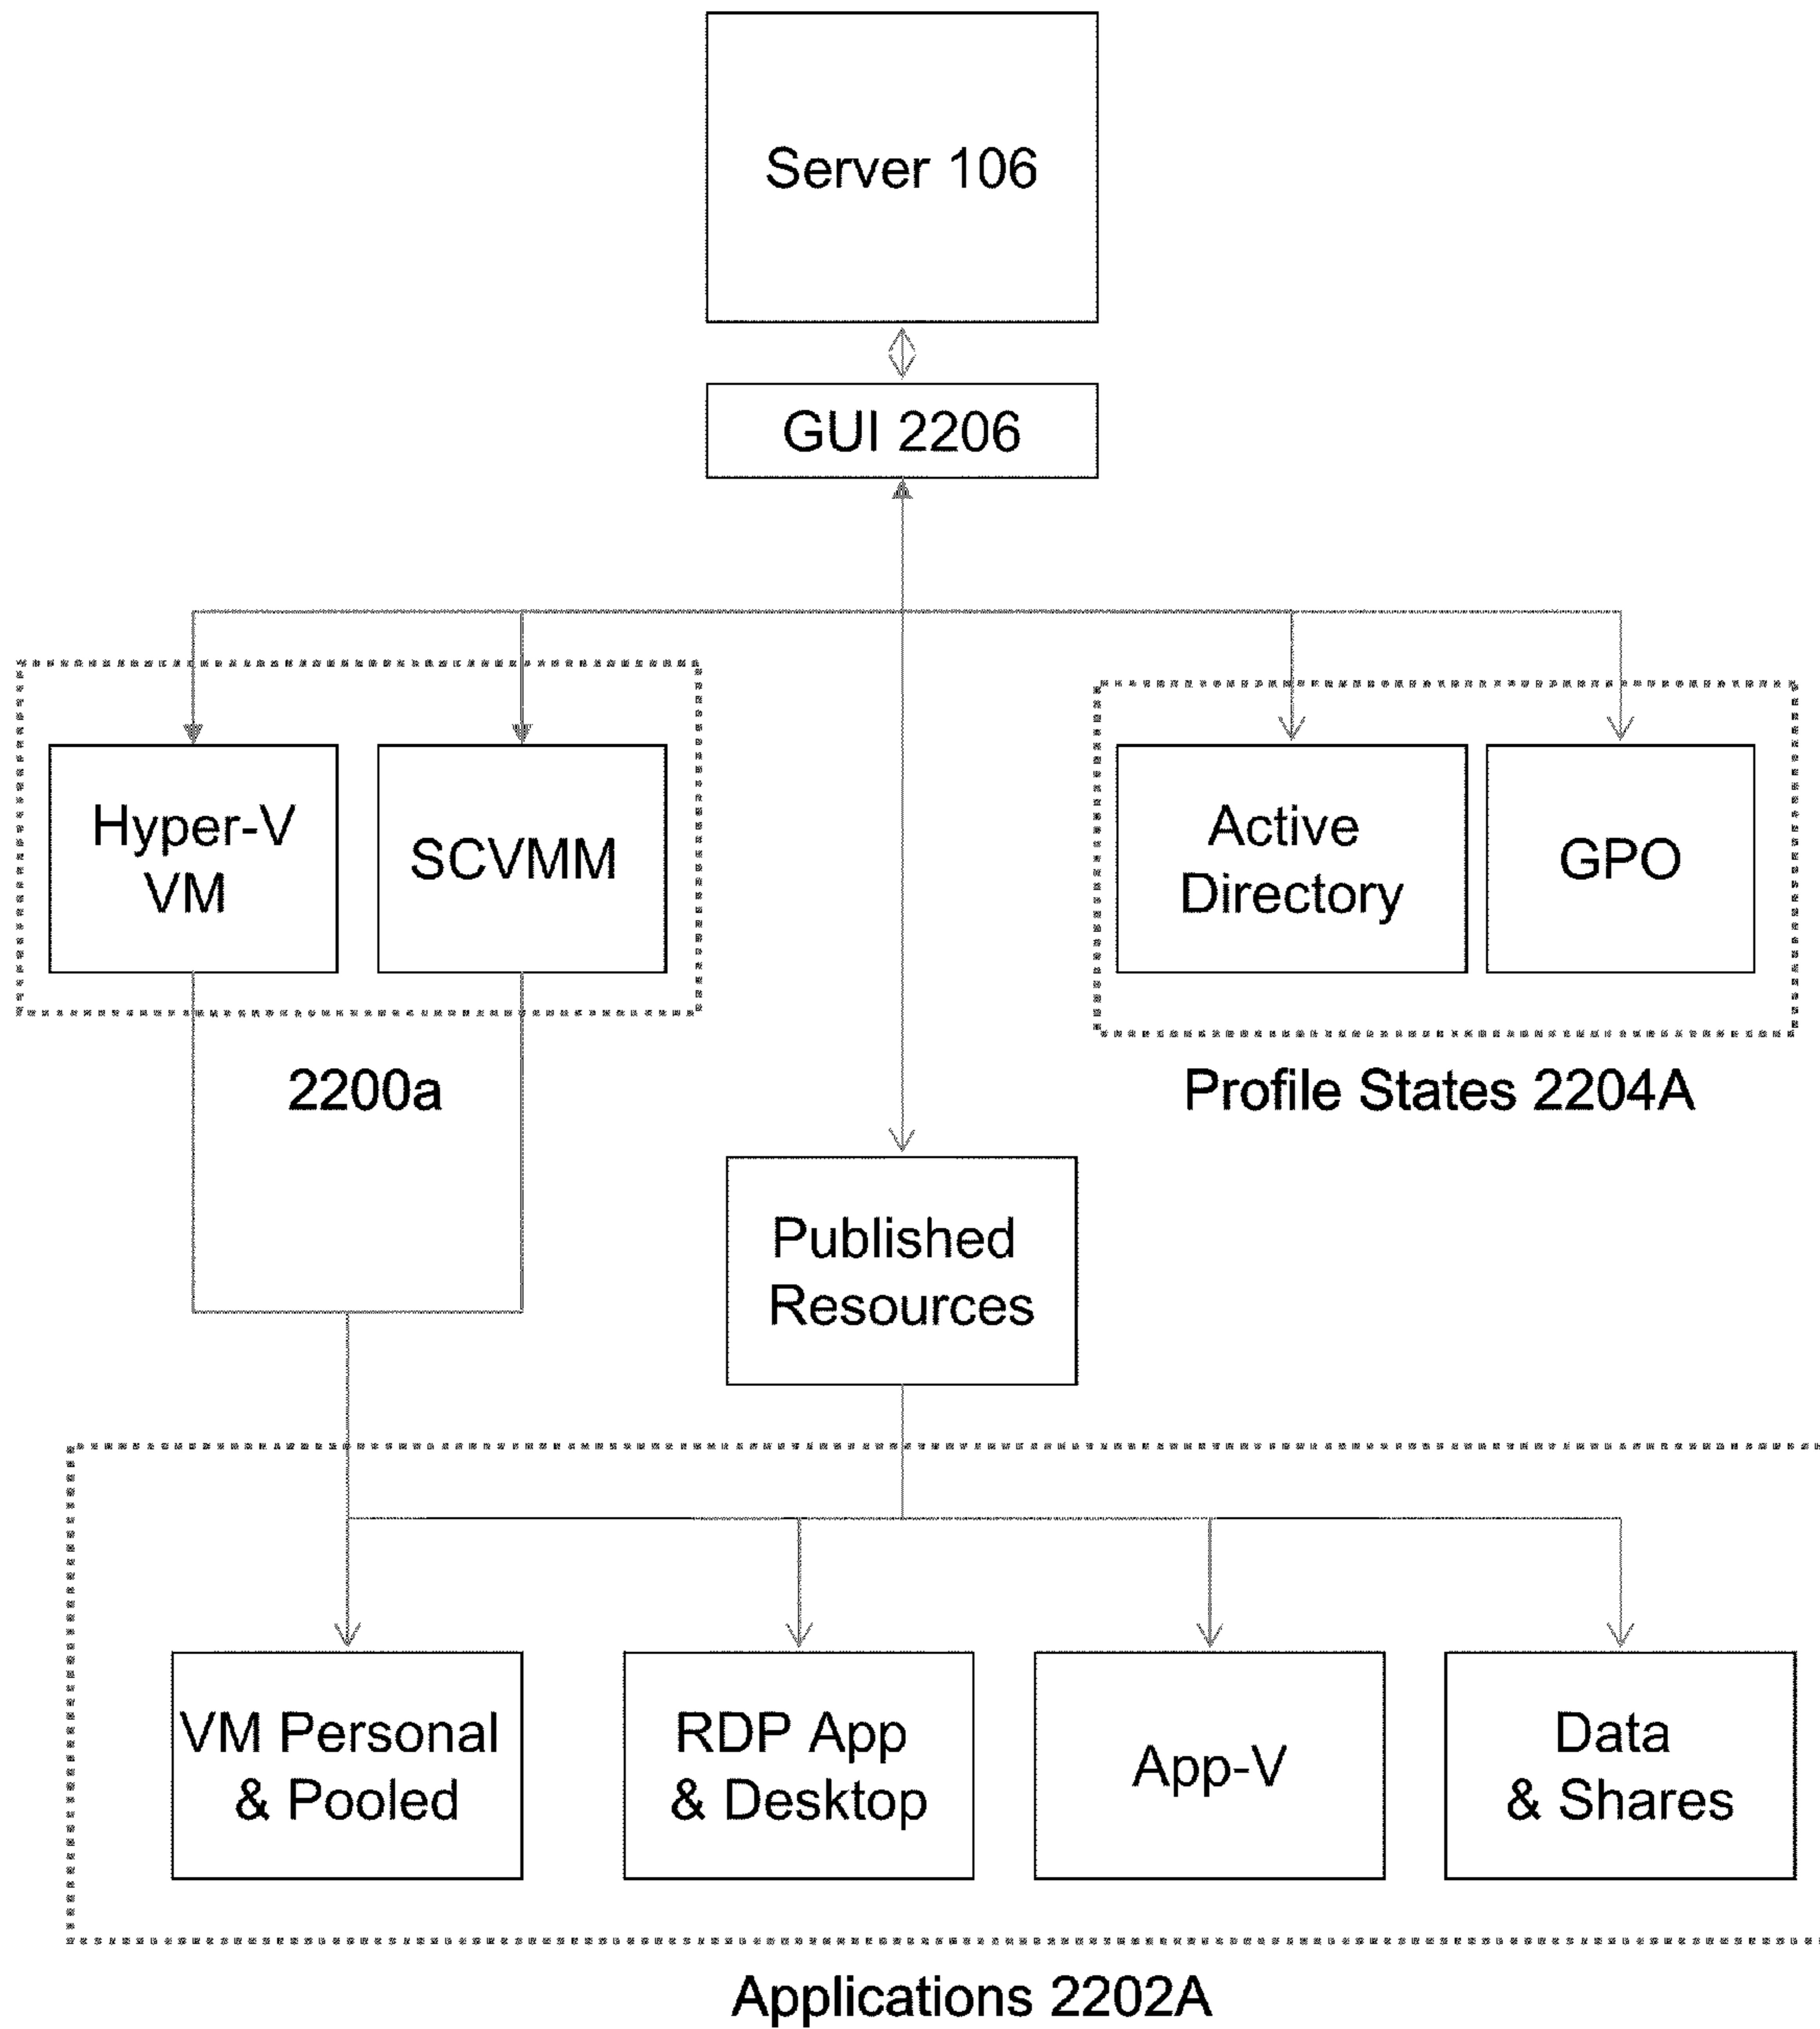 Server 106
GUI 2206
Hyper-V
VM
SCVMM
Active
Directory
GPO
2200a
Profile States 2204A
Published
Resources
VM Personal
& Pooled
RDP App
& Desktop
App-V
Data
& Shares
Applications 2202A